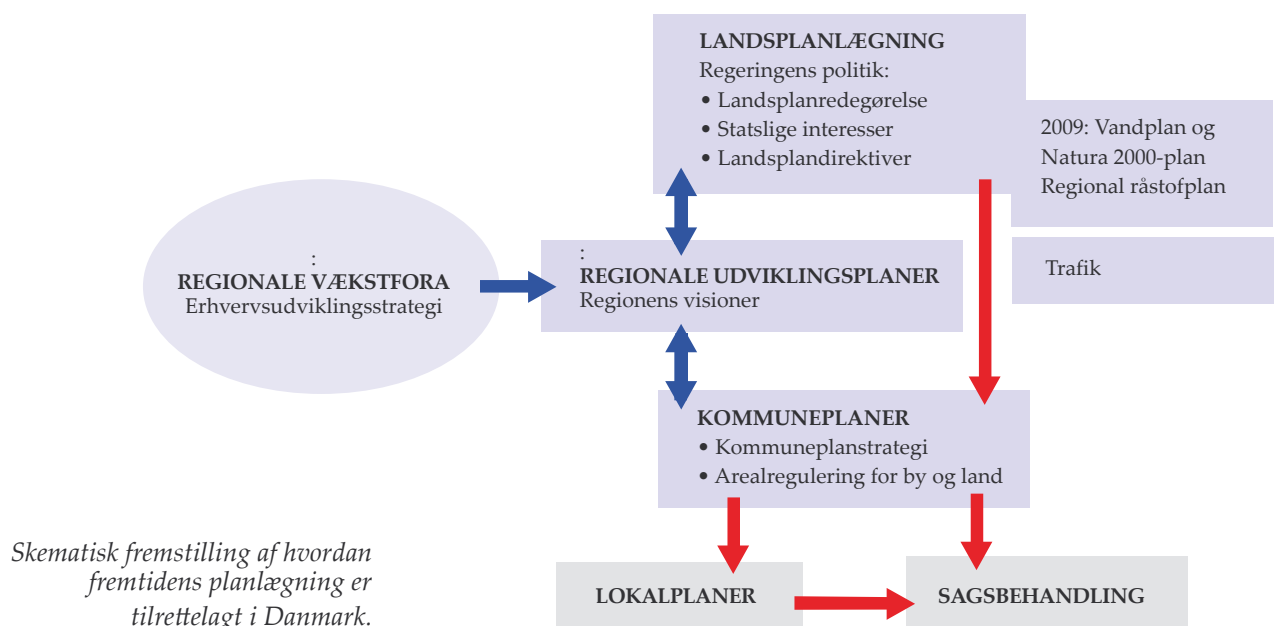 LANDSPLANLÆGNING
Regeringens politik:
• Landsplanredegørelse
• Statslige interesser
• Landsplandirektiver
2009: Vandplan og
Natura 2000-plan
Regional råstofplan
Trafik
:
REGIONALE VÆKSTFORA
Erhvervsudviklingsstrategi
:
REGIONALE UDVIKLINGSPLANER
Regionens visioner
KOMMUNEPLANER
• Kommuneplanstrategi
• Arealregulering for by og land
Skematisk fremstilling af hvordan
fremtidens planlægning er
tilrettelagt i Danmark.
LOKALPLANER
SAGSBEHANDLING